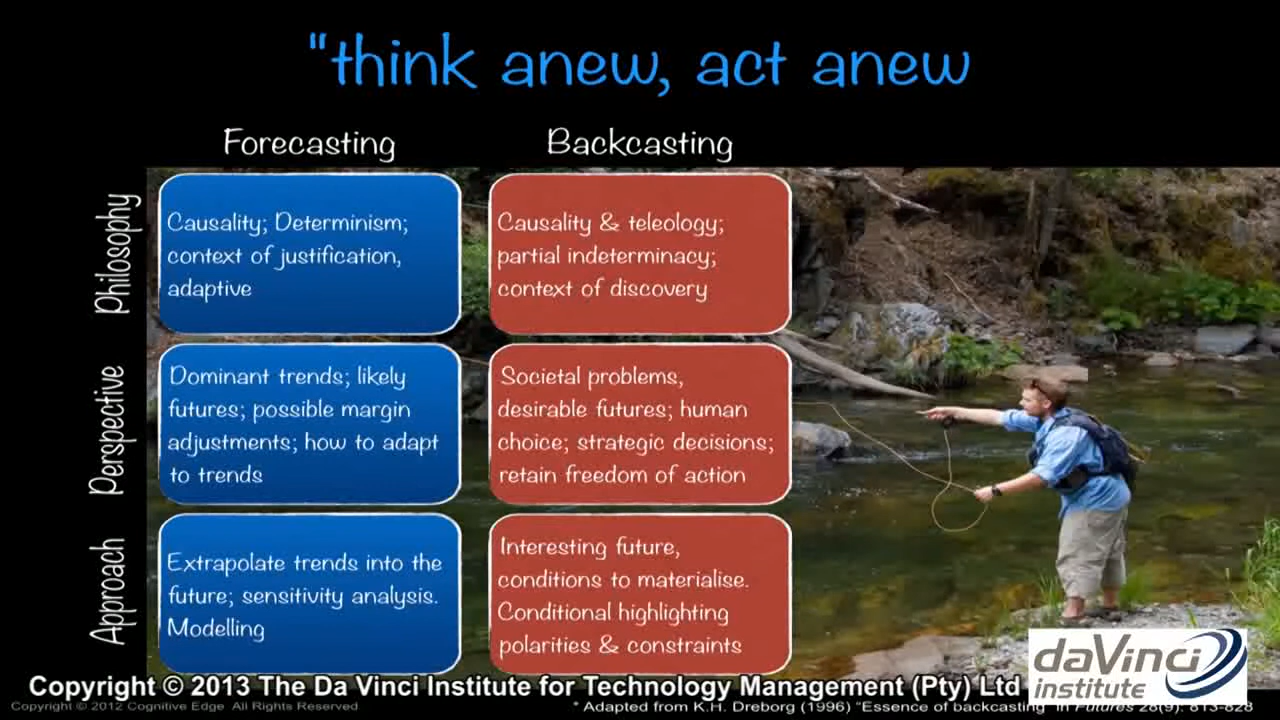 "think anew, act anew
Forecasting
Backcasting
Philosophy
Causality; Determinism;
context of justification,
adaptive
Causality & teleology;
partial indeterminacy;
context of discovery
Perspective
Dominant trends; likely
futures; possible margin
adjustments; how to adapt
to trends
Societal problems,
desirable futures; human
choice; strategic decisions;
retain freedom of action
Approach
Extrapolate trends into the
future; sensitivity analysis.
Modelling
Interesting future,
conditions to materialise.
Conditional highlighting
polarities & constraints
daVinci
institute
Copyright © 2013 The Da Vinci Institute for Technology Management (Pty) Ltd
Copyright © 2012 Cognitive Edge. All Rights Reserved.
* Adapted from K.H. Dreborg (1996) "Essence of backcasting" in Futures 28(9): 813-828